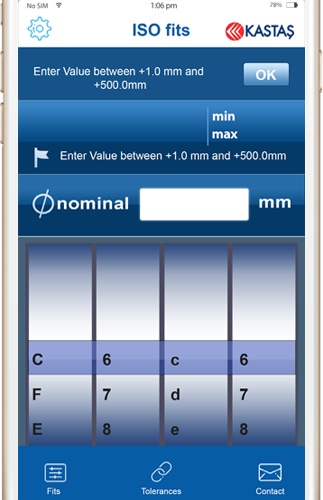 No SIM 1:06 pm 78%
ISO fits KASTAŞ
Enter Value between +1.0 mm and
+500.0mm
OK
min
max
Enter Value between +1.0 mm and +500.0mm
nominal mm
C 6 c 6
F 7 d 7
E 8 e 8
Fits Tolerances Contact